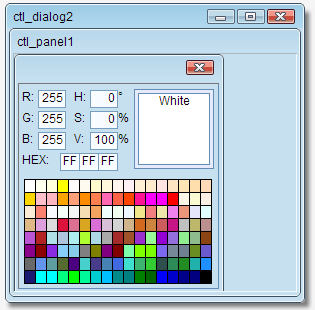 ctl_dialog2
ctl_panel1
R: 255 H: 0 °
G: 255 S: 0 %
B: 255 V: 100 %
HEX: FF FF FF
White